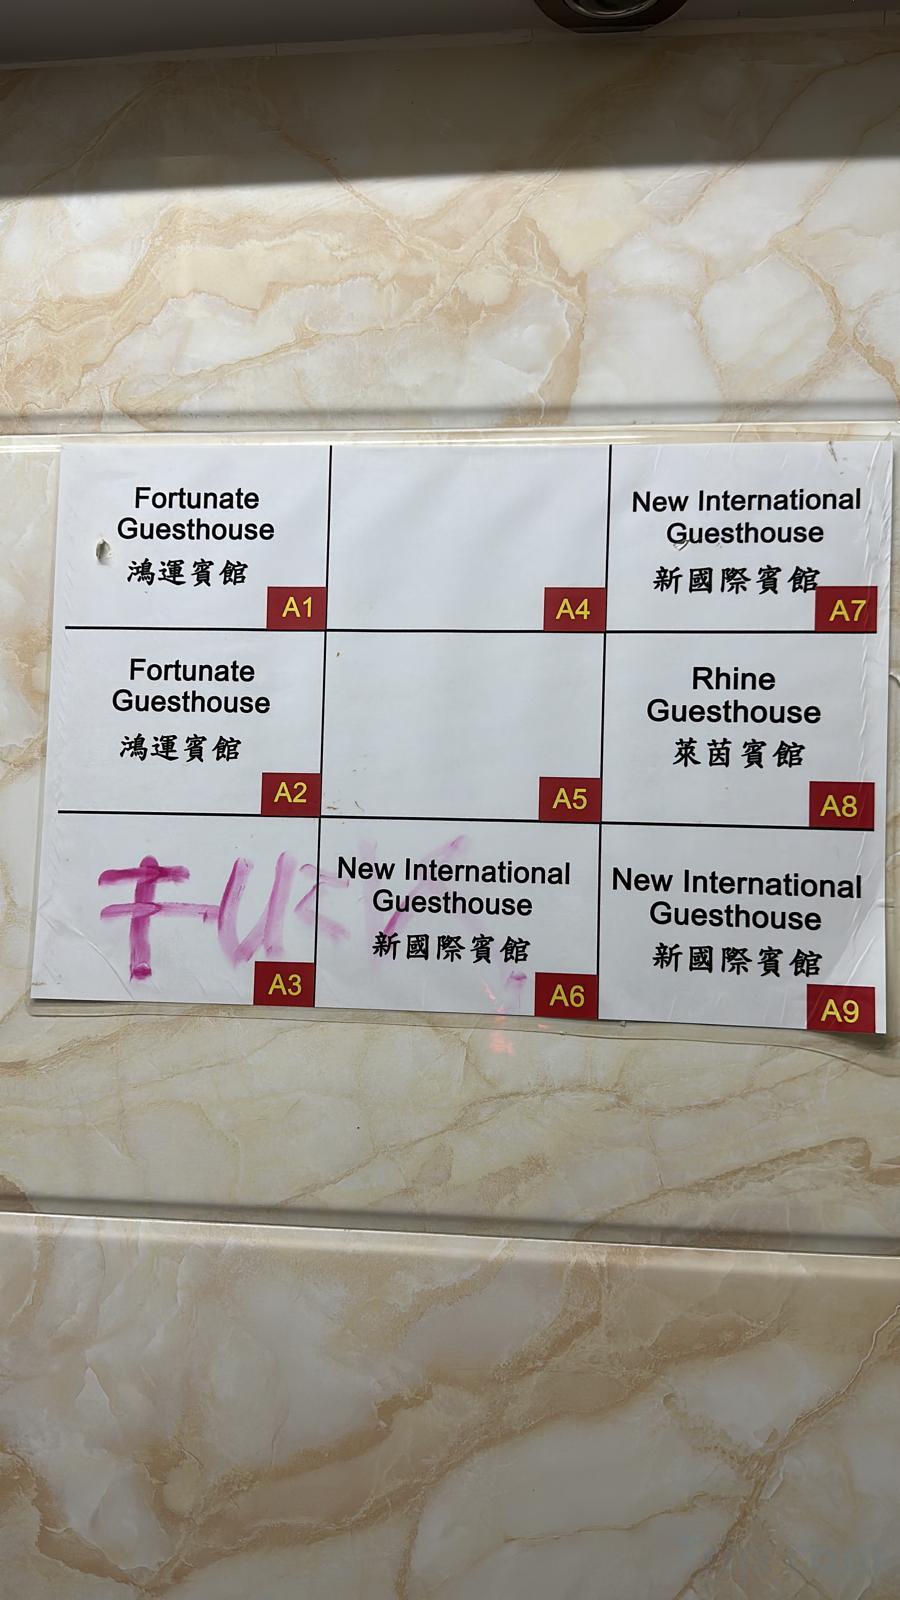 Fortunate
Guesthouse
鴻運賓館
A1
A4
New International
Guesthouse
新國際賓館
A7
Fortunate
Guesthouse
鴻運賓館
A2
A5
Rhine
Guesthouse
萊茵賓館
A8
A3
New International
Guesthouse
新國際賓館
A6
New International
Guesthouse
新國際賓館
A9